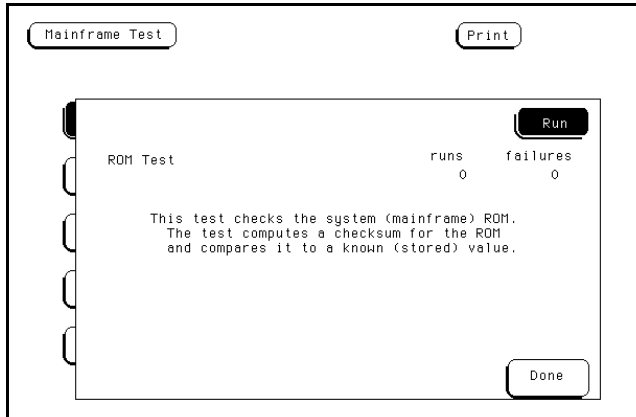 Mainframe Test Print
Run
ROM Test runs failures
0 0
This test checks the system (mainframe) ROM.
The test computes a checksum for the ROM
and compares it to a known (stored) value.
Done